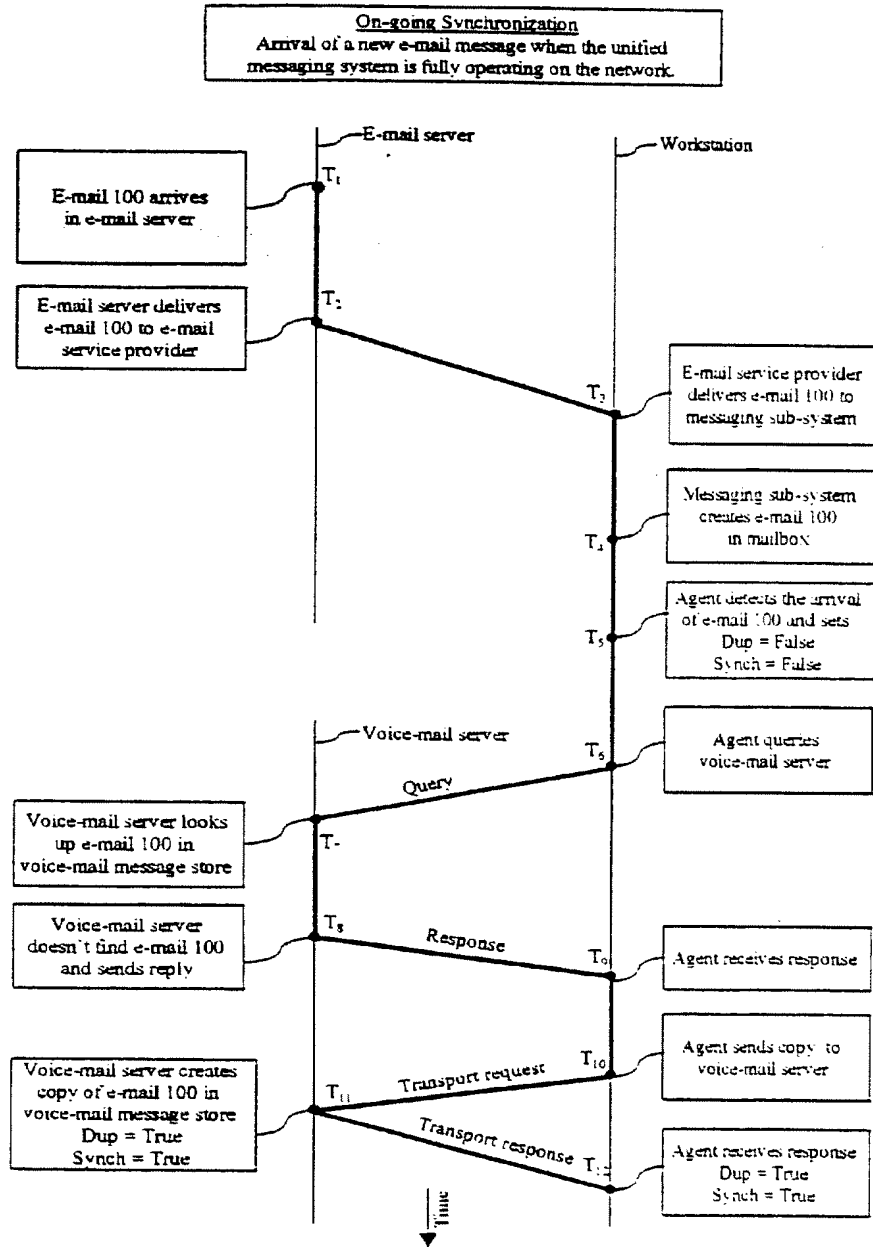 On-going Synchronization
Arrival of a new e-mail message when the unified
messaging system is fully operating on the network.
E-mail server
Workstation
T1
E-mail 100 arrives
in e-mail server
T2
E-mail server delivers
e-mail 100 to e-mail
service provider
T3
E-mail service provider
delivers e-mail 100 to
messaging sub-system
Messaging sub-system
creates e-mail 100
in mailbox
T4
Agent detects the arrival
of e-mail 100 and sets
Dup = False
Synch = False
T5
Voice-mail server
T6
Agent queries
voice-mail server
Query
Voice-mail server looks
up e-mail 100 in
voice-mail message store
T7
Voice-mail server
doesn't find e-mail 100
and sends reply
T8
Response
T9
Agent receives response
T10
Agent sends copy to
voice-mail server
Transport request
Voice-mail server creates
copy of e-mail 100 in
voice-mail message store
Dup = True
Synch = True
T11
Transport response
T12
Agent receives response
Dup = True
Synch = True
Time